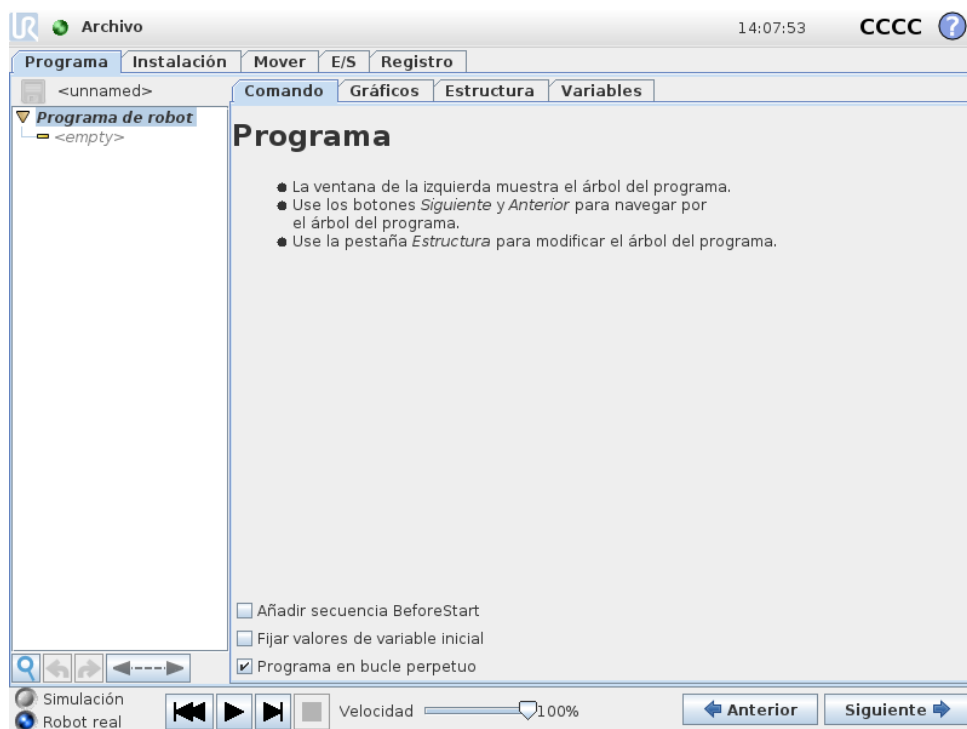 UR Archivo 14:07:53 CCCC ?
Programa Instalación Mover E/S Registro
<unnamed> Comando Gráficos Estructura Variables
Programa de robot
<empty>
Programa
La ventana de la izquierda muestra el árbol del programa.
Use los botones Siguiente y Anterior para navegar por
el árbol del programa.
Use la pestaña Estructura para modificar el árbol del programa.
Añadir secuencia BeforeStart
Fijar valores de variable inicial
Programa en bucle perpetuo
Simulación
Robot real
Velocidad 100% Anterior Siguiente